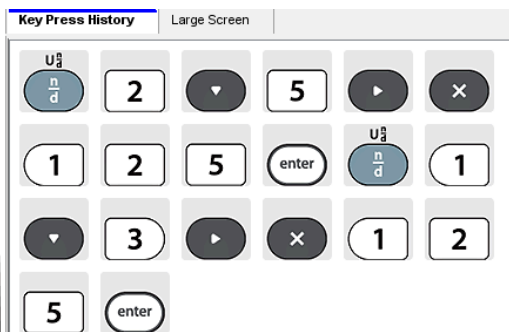 Key Press History Large Screen
U n/d
n/d 2 5 ×
1 2 5 enter U n/d n/d 1
3 × 1 2
5 enter